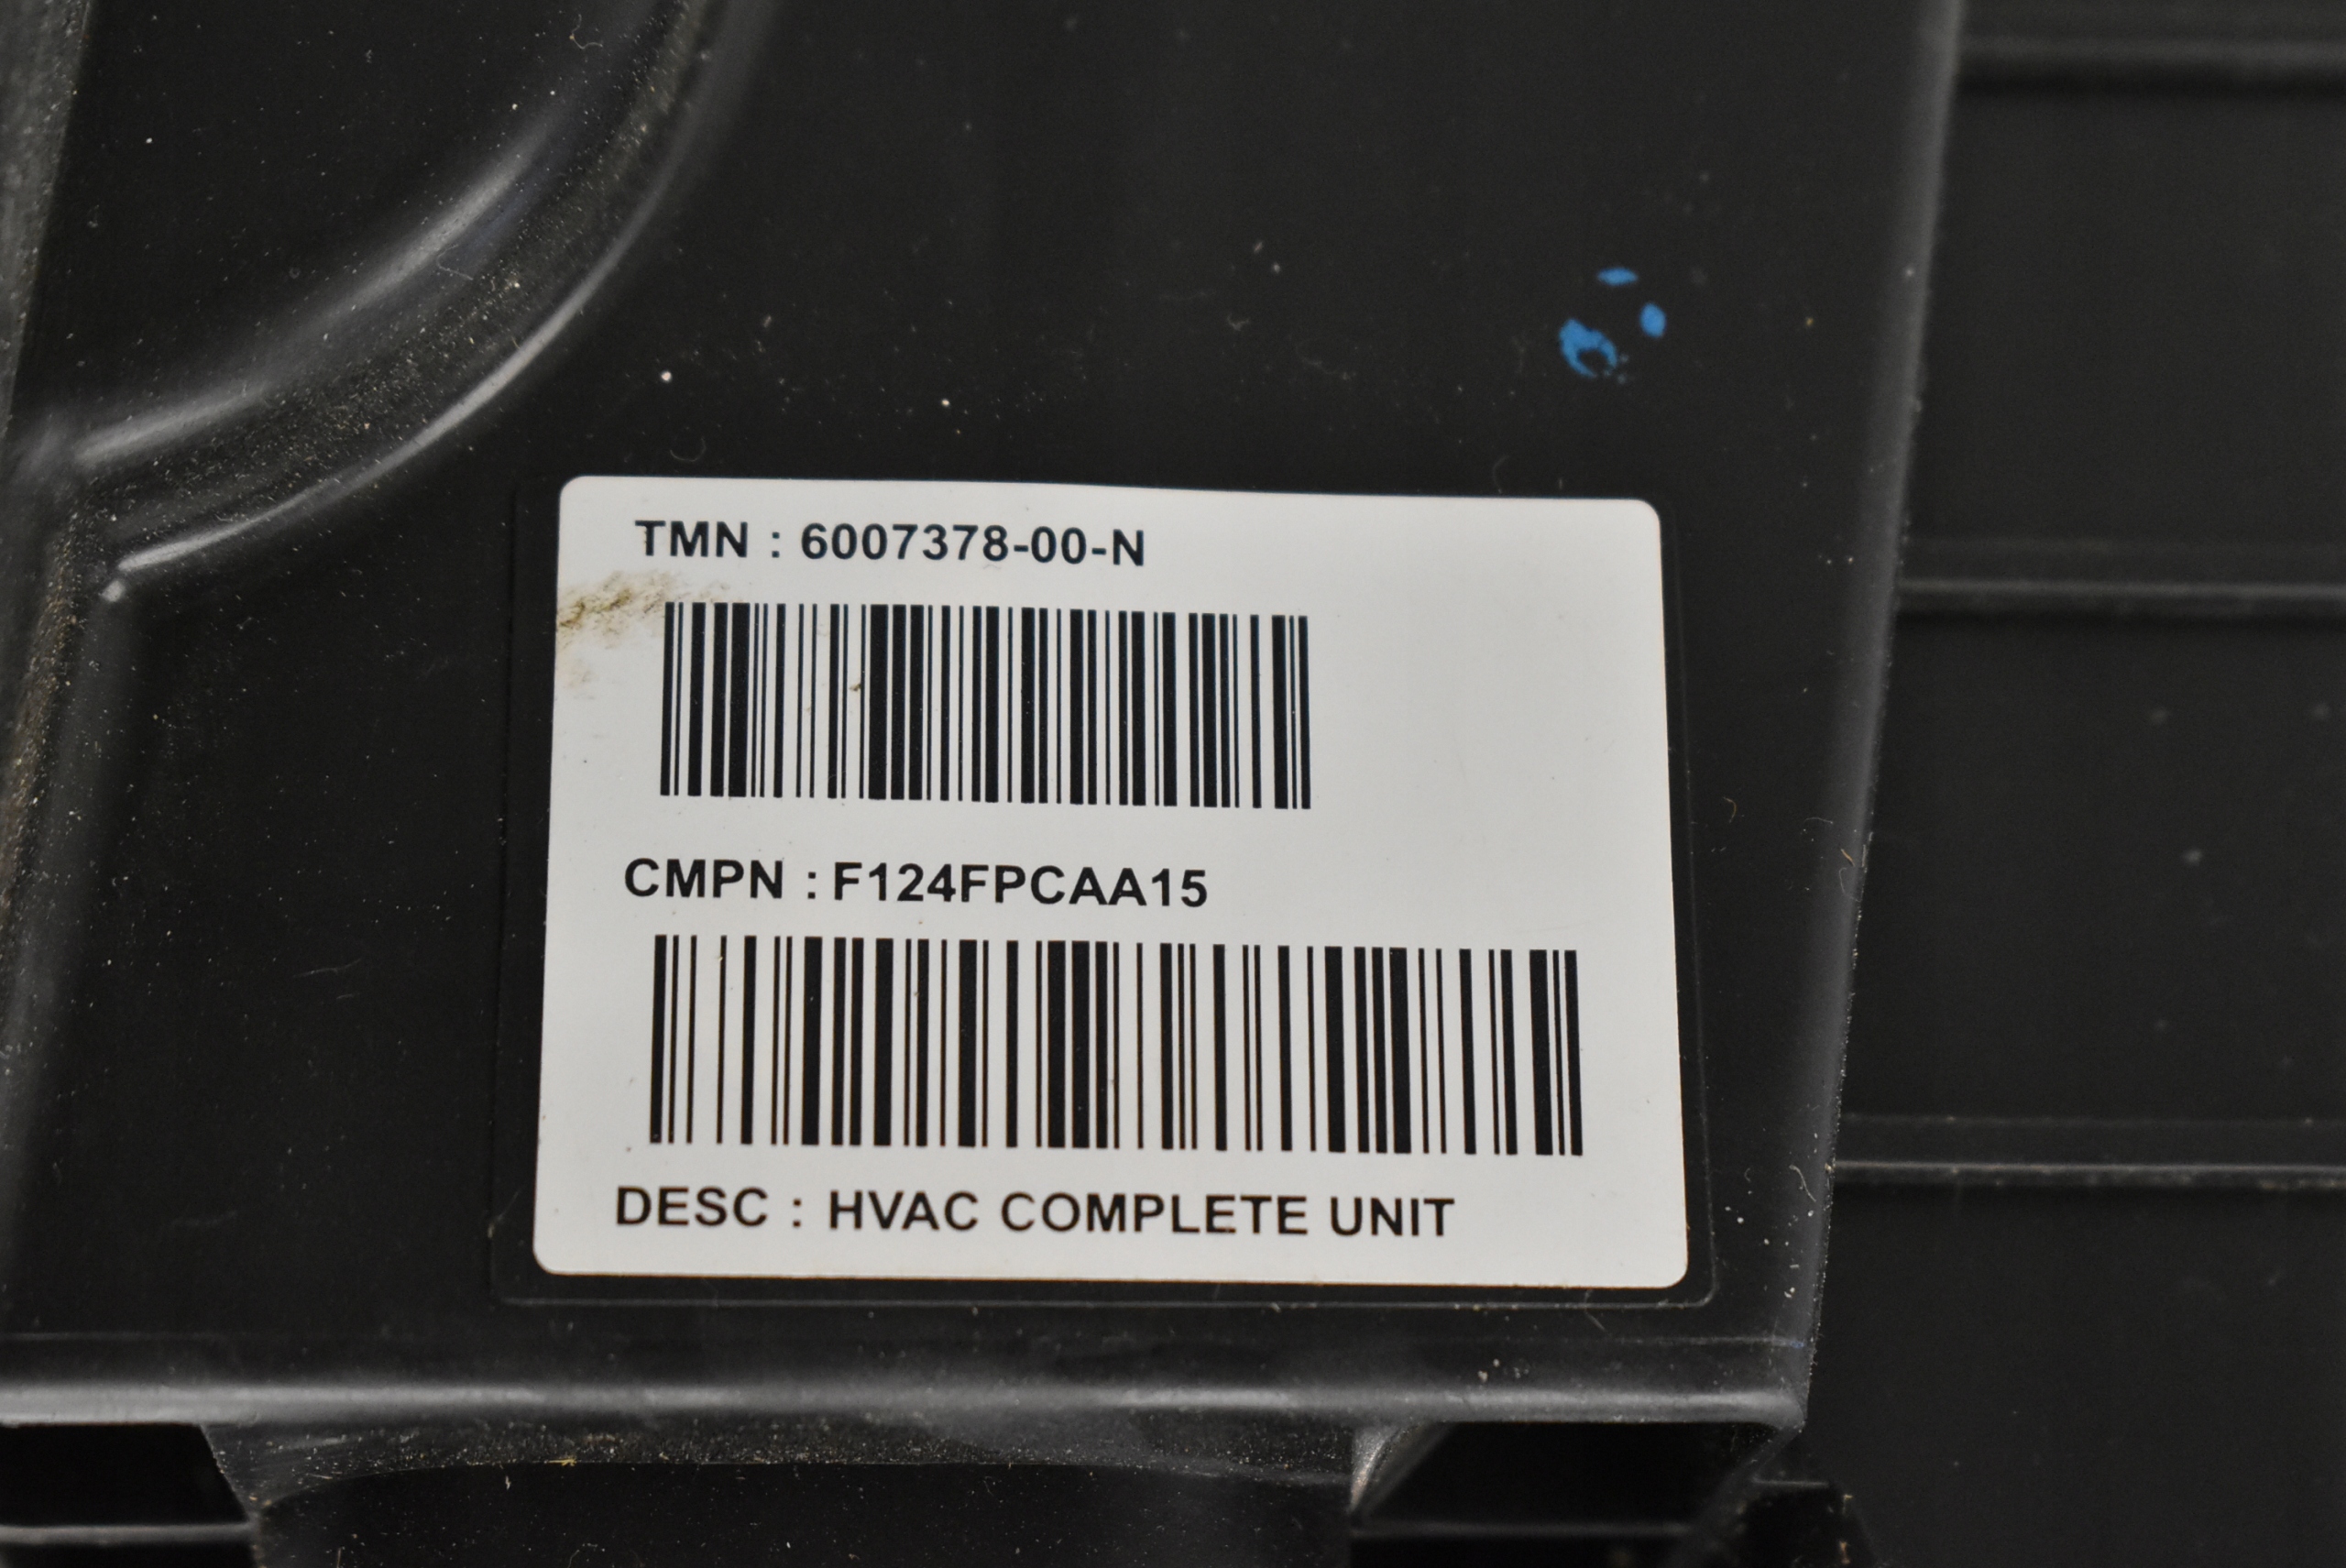 TMN : 6007378-00-N
CMPN : F124FPCAA15
DESC : HVAC COMPLETE UNIT